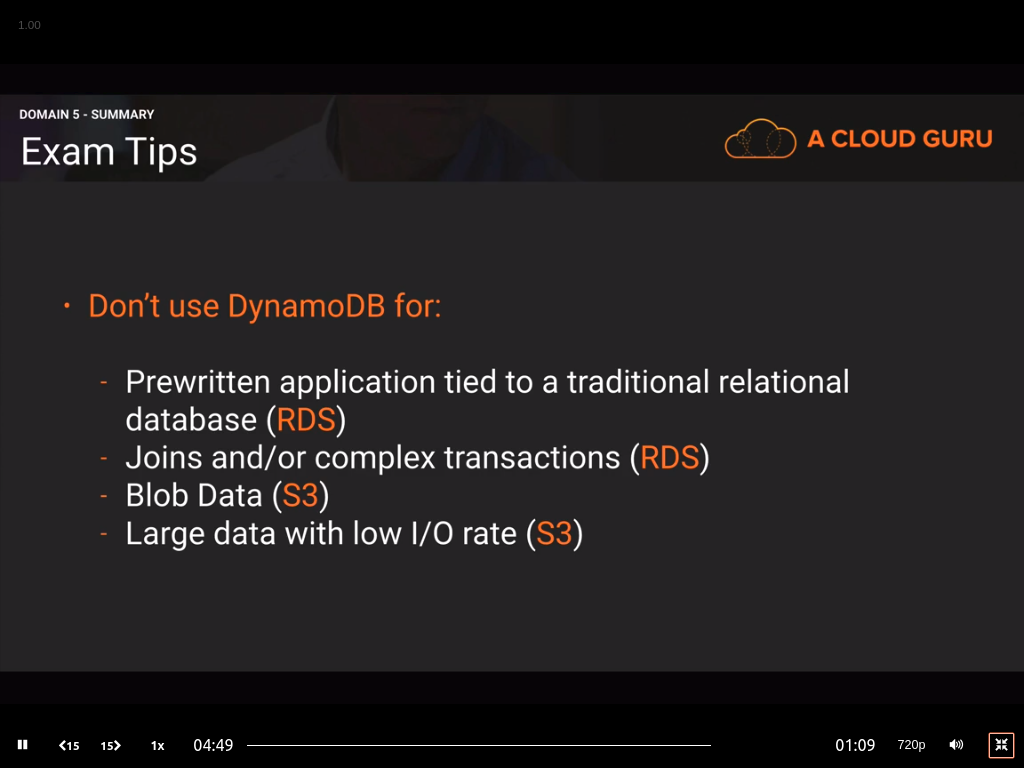 1.00
DOMAIN 5 - SUMMARY
Exam Tips
A CLOUD GURU
• Don’t use DynamoDB for:
- Prewritten application tied to a traditional relational
database (RDS)
- Joins and/or complex transactions (RDS)
- Blob Data (S3)
- Large data with low I/O rate (S3)
15 15 1x 04:49 01:09 720p